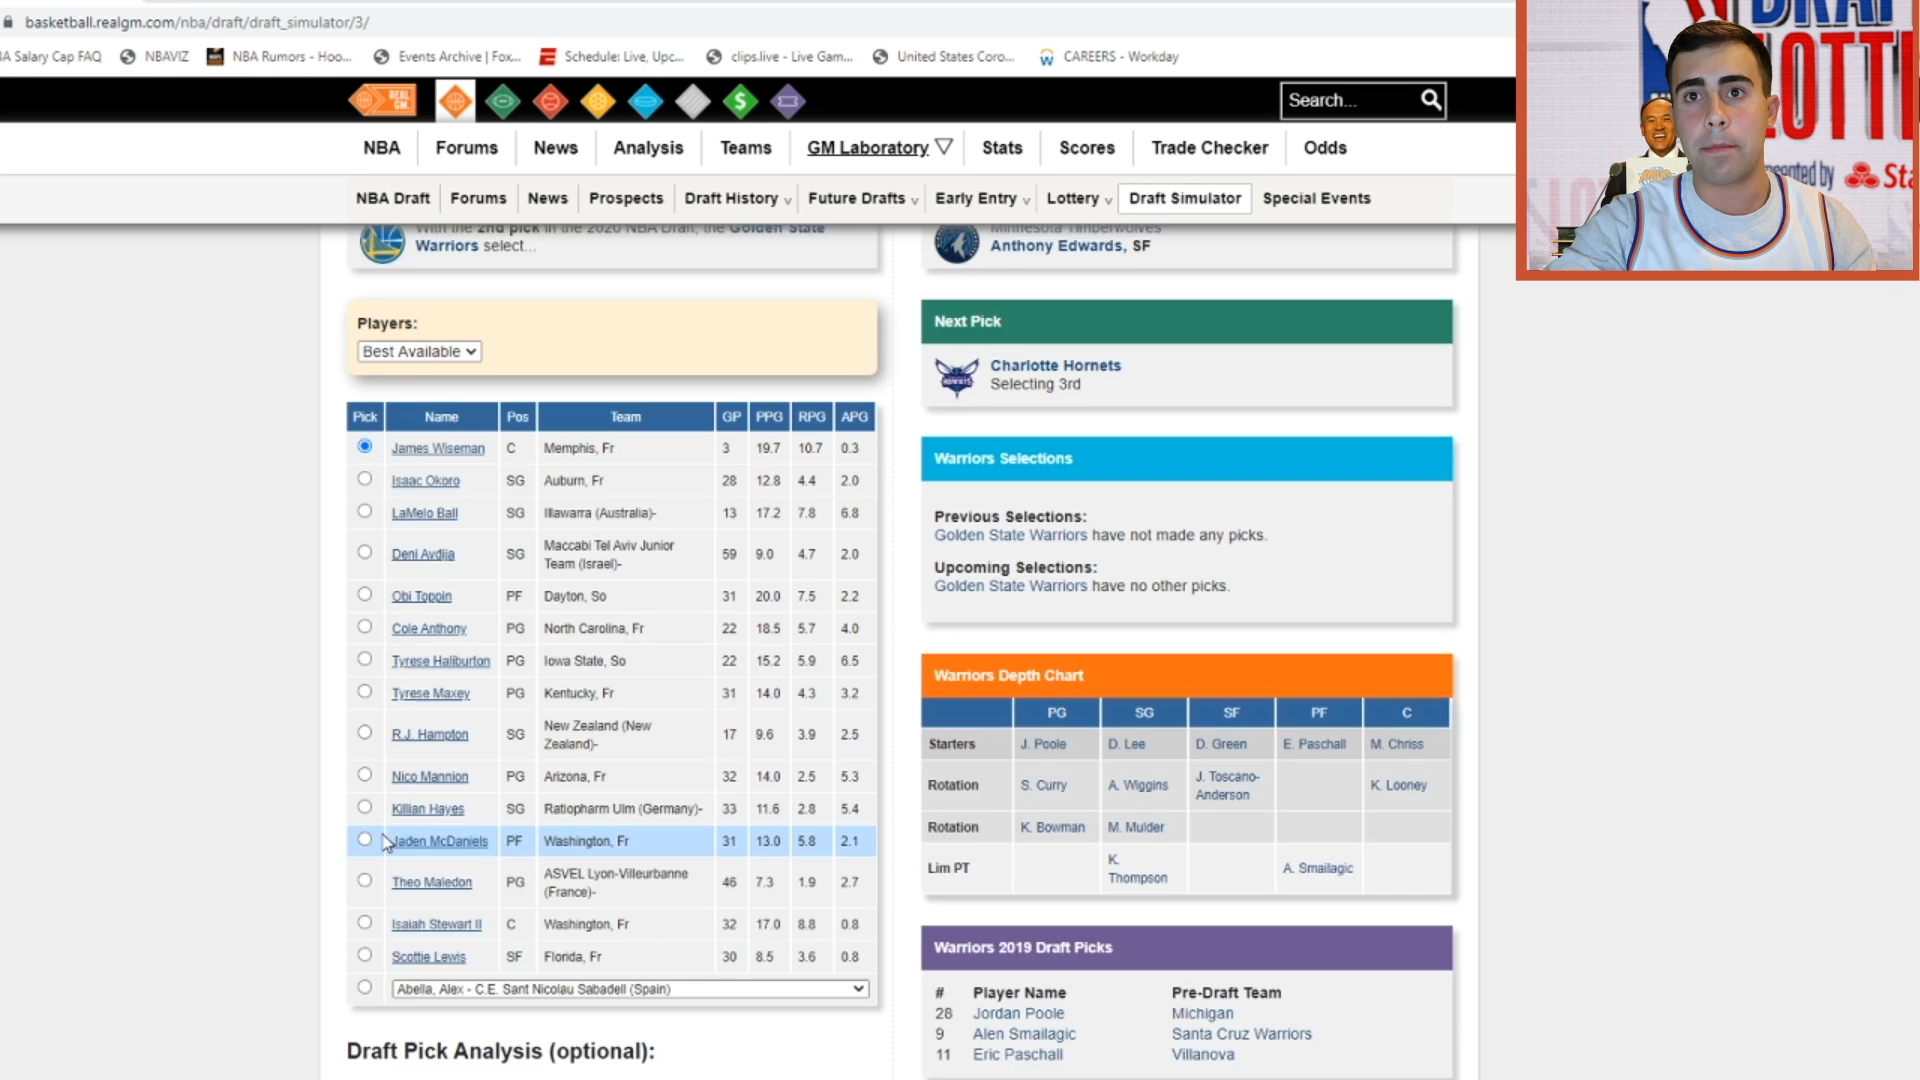 basketball.realgm.com/nba/draft/draft_simulator/3/
Salary Cap FAQ NBAVIZ NBA Rumors - Hoo... Events Archive | Fox... Schedule: Live, Upc... clips.live - Live Gam... United States Coro... CAREERS - Workday
REAL GM. $ Search...
NBA Forums News Analysis Teams GM Laboratory Stats Scores Trade Checker Odds
NBA Draft Forums News Prospects Draft History Future Drafts Early Entry Lottery Draft Simulator Special Events
With the 2nd pick in the 2020 NBA Draft, the Golden State
Warriors select...
Minnesota Timberwolves
Anthony Edwards, SF
Players:
Best Available
Pick Name Pos Team GP PPG RPG APG
James Wiseman C Memphis, Fr 3 19.7 10.7 0.3
Isaac Okoro SG Auburn, Fr 28 12.8 4.4 2.0
LaMelo Ball SG Illawarra (Australia)- 13 17.2 7.8 6.8
Deni Avdija SG Maccabi Tel Aviv Junior Team (Israel)- 59 9.0 4.7 2.0
Obi Toppin PF Dayton, So 31 20.0 7.5 2.2
Cole Anthony PG North Carolina, Fr 22 18.5 5.7 4.0
Tyrese Haliburton PG Iowa State, So 22 15.2 5.9 6.5
Tyrese Maxey PG Kentucky, Fr 31 14.0 4.3 3.2
R.J. Hampton SG New Zealand (New Zealand)- 17 9.6 3.9 2.5
Nico Mannion PG Arizona, Fr 32 14.0 2.5 5.3
Killian Hayes SG Ratiopharm Ulm (Germany)- 33 11.6 2.8 5.4
Jaden McDaniels PF Washington, Fr 31 13.0 5.8 2.1
Theo Maledon PG ASVEL Lyon-Villeurbanne (France)- 46 7.3 1.9 2.7
Isaiah Stewart II C Washington, Fr 32 17.0 8.8 0.8
Scottie Lewis SF Florida, Fr 30 8.5 3.6 0.8
Abella, Alex - C.E. Sant Nicolau Sabadell (Spain)
Draft Pick Analysis (optional):
Next Pick
Charlotte Hornets
Selecting 3rd
Warriors Selections
Previous Selections:
Golden State Warriors have not made any picks.
Upcoming Selections:
Golden State Warriors have no other picks.
Warriors Depth Chart
PG SG SF PF C
Starters J. Poole D. Lee D. Green E. Paschall M. Chriss
Rotation S. Curry A. Wiggins J. Toscano-Anderson K. Looney
Rotation K. Bowman M. Mulder
Lim PT K. Thompson A. Smailagic
Warriors 2019 Draft Picks
# Player Name Pre-Draft Team
28 Jordan Poole Michigan
9 Alen Smailagic Santa Cruz Warriors
11 Eric Paschall Villanova